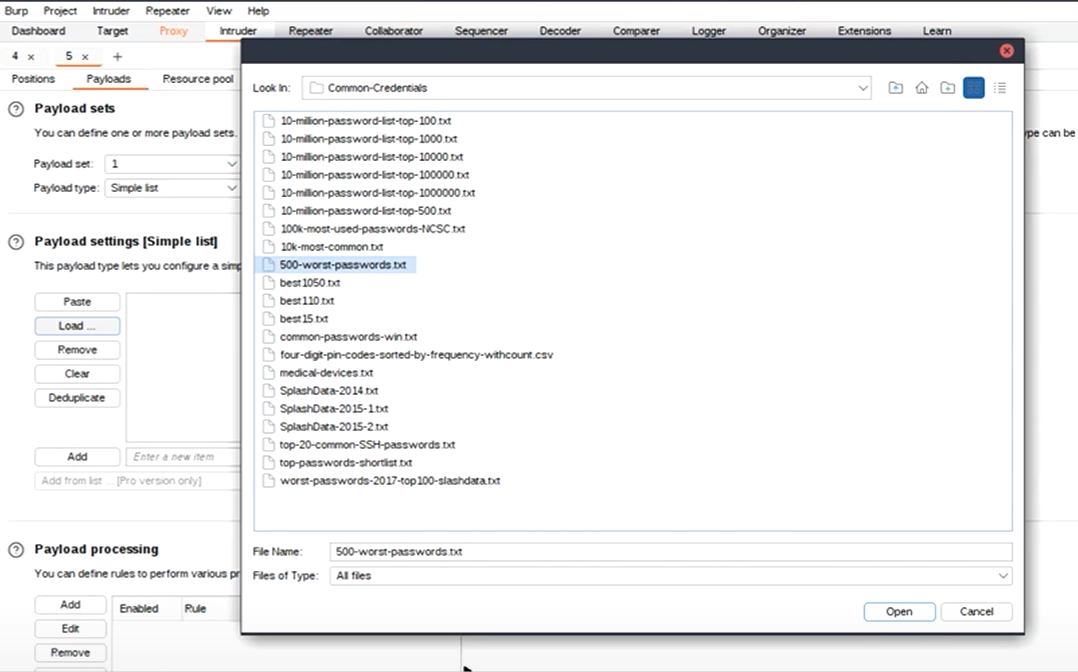 Burp Project Intruder Repeater View Help
Dashboard Target Proxy Intruder Repeater Collaborator Sequencer Decoder Comparer Logger Organizer Extensions Learn
4 × 5 × +
Positions Payloads Resource pool
Payload sets
You can define one or more payload sets.
ype can be
Payload set: 1
Payload type: Simple list
Payload settings [Simple list]
This payload type lets you configure a simp
Paste
Load ...
Remove
Clear
Deduplicate
Add Enter a new item
Add from list ... [Pro version only]
Payload processing
You can define rules to perform various pr
Add
Edit
Remove
Enabled Rule
Look In: Common-Credentials
10-million-password-list-top-100.txt
10-million-password-list-top-1000.txt
10-million-password-list-top-10000.txt
10-million-password-list-top-100000.txt
10-million-password-list-top-1000000.txt
10-million-password-list-top-500.txt
100k-most-used-passwords-NCSC.txt
10k-most-common.txt
500-worst-passwords.txt
best1050.txt
best110.txt
best15.txt
common-passwords-win.txt
four-digit-pin-codes-sorted-by-frequency-withcount.csv
medical-devices.txt
SplashData-2014.txt
SplashData-2015-1.txt
SplashData-2015-2.txt
top-20-common-SSH-passwords.txt
top-passwords-shortlist.txt
worst-passwords-2017-top100-slashdata.txt
File Name: 500-worst-passwords.txt
Files of Type: All files
Open Cancel